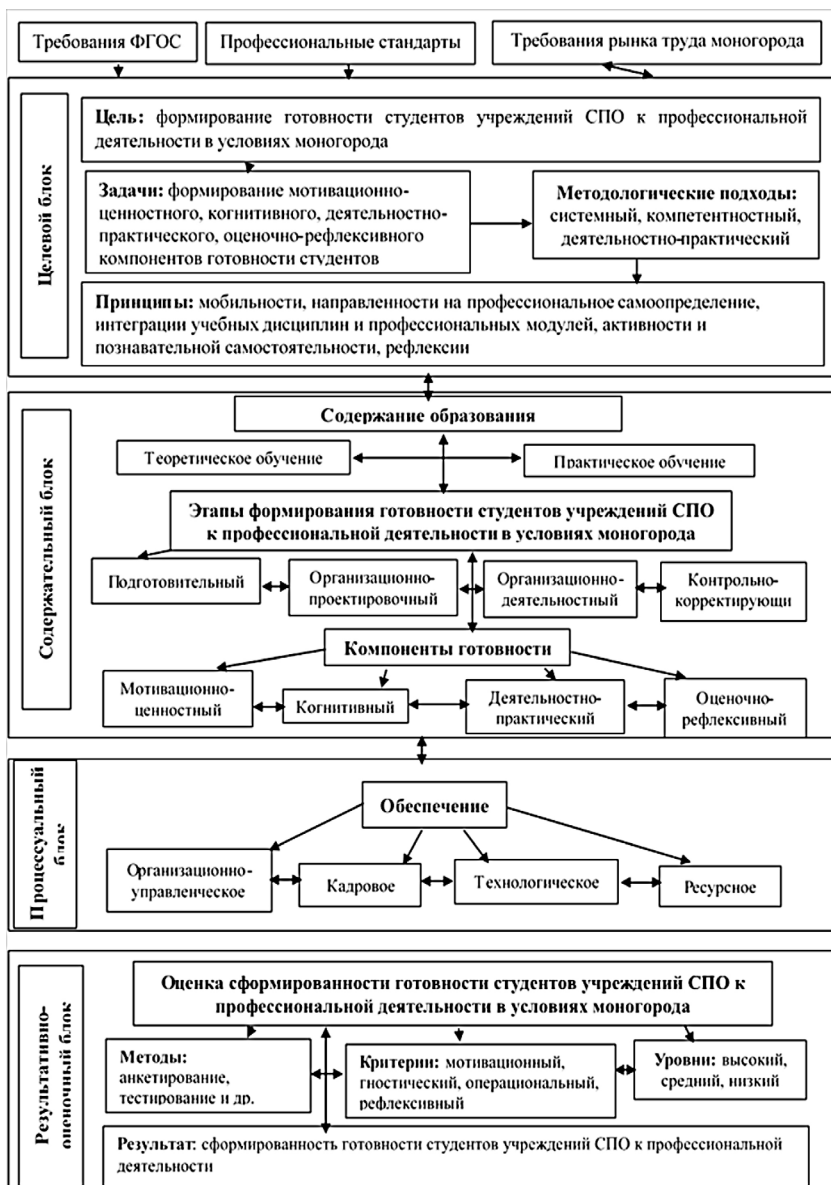 Требования ФГОС
Профессиональные стандарты
Требования рынка труда моногорода
Целевой блок
Цель: формирование готовности студентов учреждений СПО к профессиональной
деятельности в условиях моногорода
Задачи: формирование мотивационно-
ценностного, когнитивного, деятельностно-
практического, оценочно-рефлексивного
компонентов готовности студентов
Методологические подходы:
системный, компетентностный,
деятельностно-практический
Принципы: мобильности, направленности на профессиональное самоопределение,
интеграции учебных дисциплин и профессиональных модулей, активности и
познавательной самостоятельности, рефлексии
Содержательный блок
Содержание образования
Теоретическое обучение
Практическое обучение
Этапы формирования готовности студентов учреждений СПО
к профессиональной деятельности в условиях моногорода
Подготовительный
Организационно-
проектировочный
Организационно-
деятельностный
Контрольно-
корректирующи
Компоненты готовности
Мотивационно-
ценностный
Когнитивный
Деятельностно-
практический
Оценочно-
рефлексивный
Процессуальный
блок
Обеспечение
Организационно-
управленческое
Кадровое
Технологическое
Ресурсное
Результативно-
оценочный блок
Оценка сформированности готовности студентов учреждений СПО к
профессиональной деятельности в условиях моногорода
Методы:
анкетирование,
тестирование и др.
Критерии: мотивационный,
гностический, операциональный,
рефлексивный
Уровни: высокий,
средний, низкий
Результат: сформированность готовности студентов учреждений СПО к профессиональной
деятельности